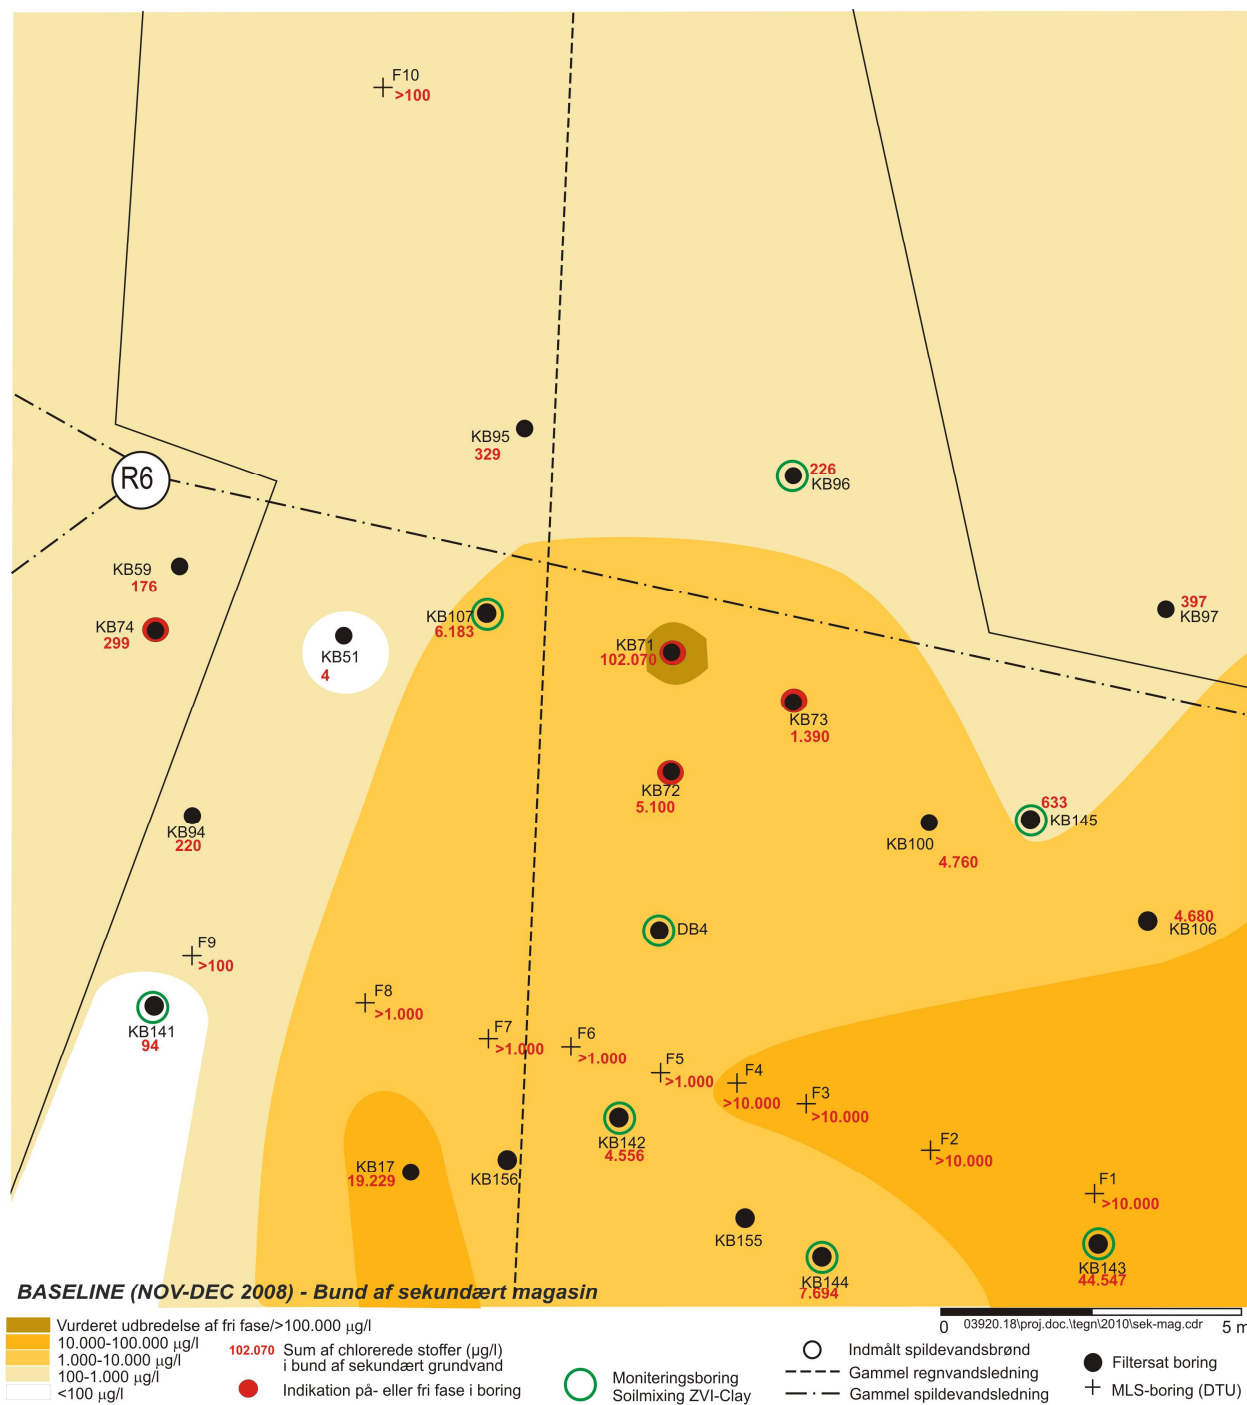 F10
>100
KB95
329
226
KB96
R6
KB59
176
KB74
299
KB51
4
KB107
6.183
KB71
102.070
397
KB97
KB73
1.390
KB72
5.100
633
KB145
KB94
220
KB100
4.760
4.680
KB106
DB4
F9
>100
KB141
94
F8
>1.000
F7
>1.000
F6
>1.000
F5
>1.000
F4
>10.000
F3
>10.000
KB142
4.556
F2
>10.000
KB17
19.229
KB156
F1
>10.000
KB155
KB144
7.694
KB143
44.547
BASELINE (NOV-DEC 2008) - Bund af sekundært magasin
0 03920.18\proj.doc.\tegn\2010\sek-mag.cdr 5 m
Vurderet udbredelse af fri fase/>100.000 µg/l
10.000-100.000 µg/l
1.000-10.000 µg/l
100-1.000 µg/l
<100 µg/l
102.070 Sum af chlorerede stoffer (µg/l)
i bund af sekundært grundvand
Indikation på- eller fri fase i boring
Moniteringsboring
Soilmixing ZVI-Clay
Indmålt spildevandsbrønd
Gammel regnvandsledning
Gammel spildevandsledning
Filtersat boring
MLS-boring (DTU)